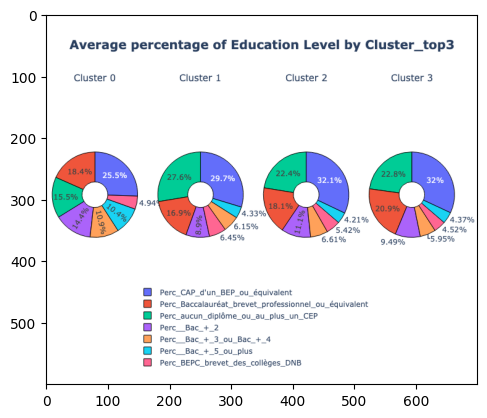 Average percentage of Education Level by Cluster_top3
Cluster 0 Cluster 1 Cluster 2 Cluster 3
25.5% 4.94% 10.4% 10.9% 14.4% 15.5% 18.4%
29.7% 4.33% 6.15% 6.45% 8.9% 16.9% 27.6%
32.1% 4.21% 5.42% 6.61% 11.1% 18.1% 22.4%
32% 4.37% 4.52% 5.95% 9.49% 20.9% 22.8%
Perc_CAP_d'un_BEP_ou_équivalent
Perc_Baccalauréat_brevet_professionnel_ou_équivalent
Perc_aucun_diplôme_ou_au_plus_un_CEP
Perc__Bac_+_2
Perc__Bac_+_3_ou_Bac_+_4
Perc__Bac_+_5_ou_plus
Perc_BEPC_brevet_des_collèges_DNB
0
100
200
300
400
500
0 100 200 300 400 500 600